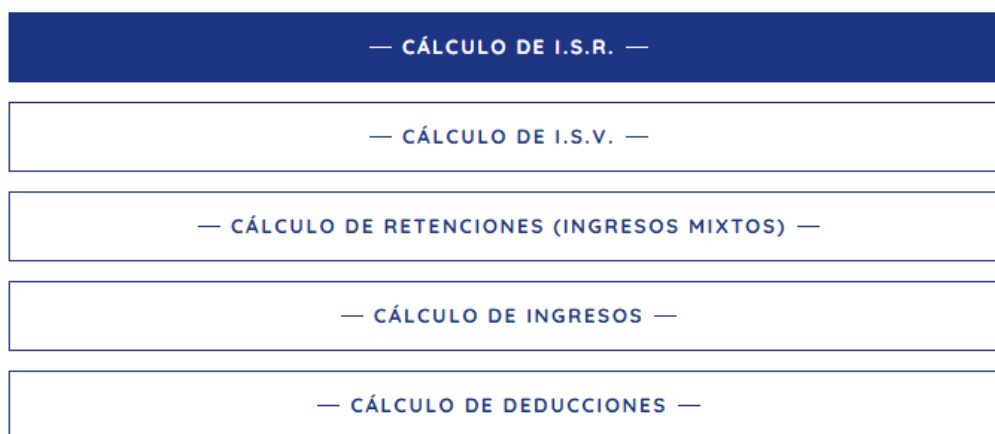 — CÁLCULO DE I.S.R. —
— CÁLCULO DE I.S.V. —
— CÁLCULO DE RETENCIONES (INGRESOS MIXTOS) —
— CÁLCULO DE INGRESOS —
— CÁLCULO DE DEDUCCIONES —